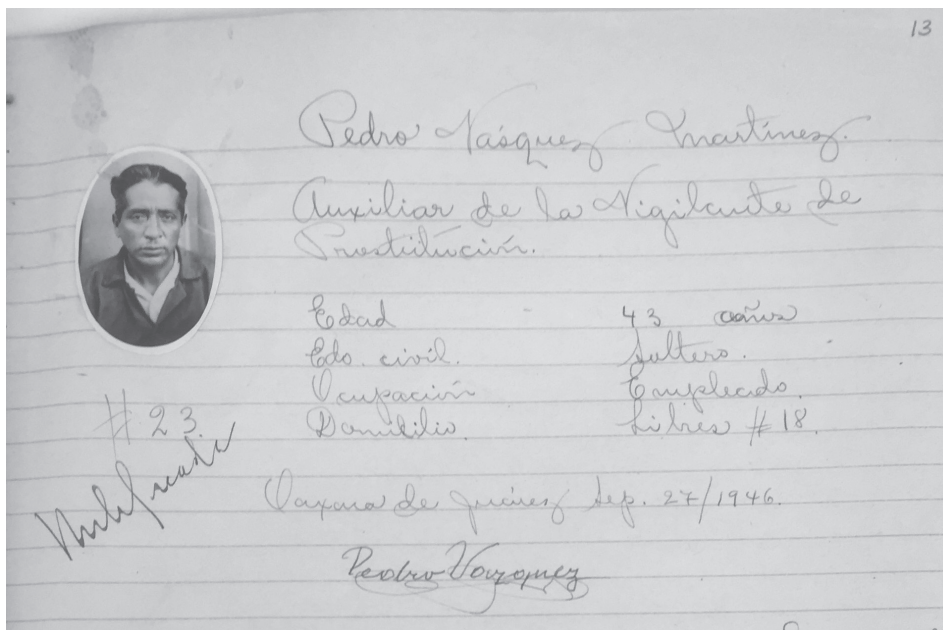 13
Pedro Vásquez Martínez.
Auxiliar de la Vigilante de
Prostitución.
Edad 43 años
Edo. civil. Soltero.
Ocupación Empleado.
Domicilio. Libres # 18.
# 23.
Oaxaca de Juárez Sep. 27/1946.
Pedro Vazquez